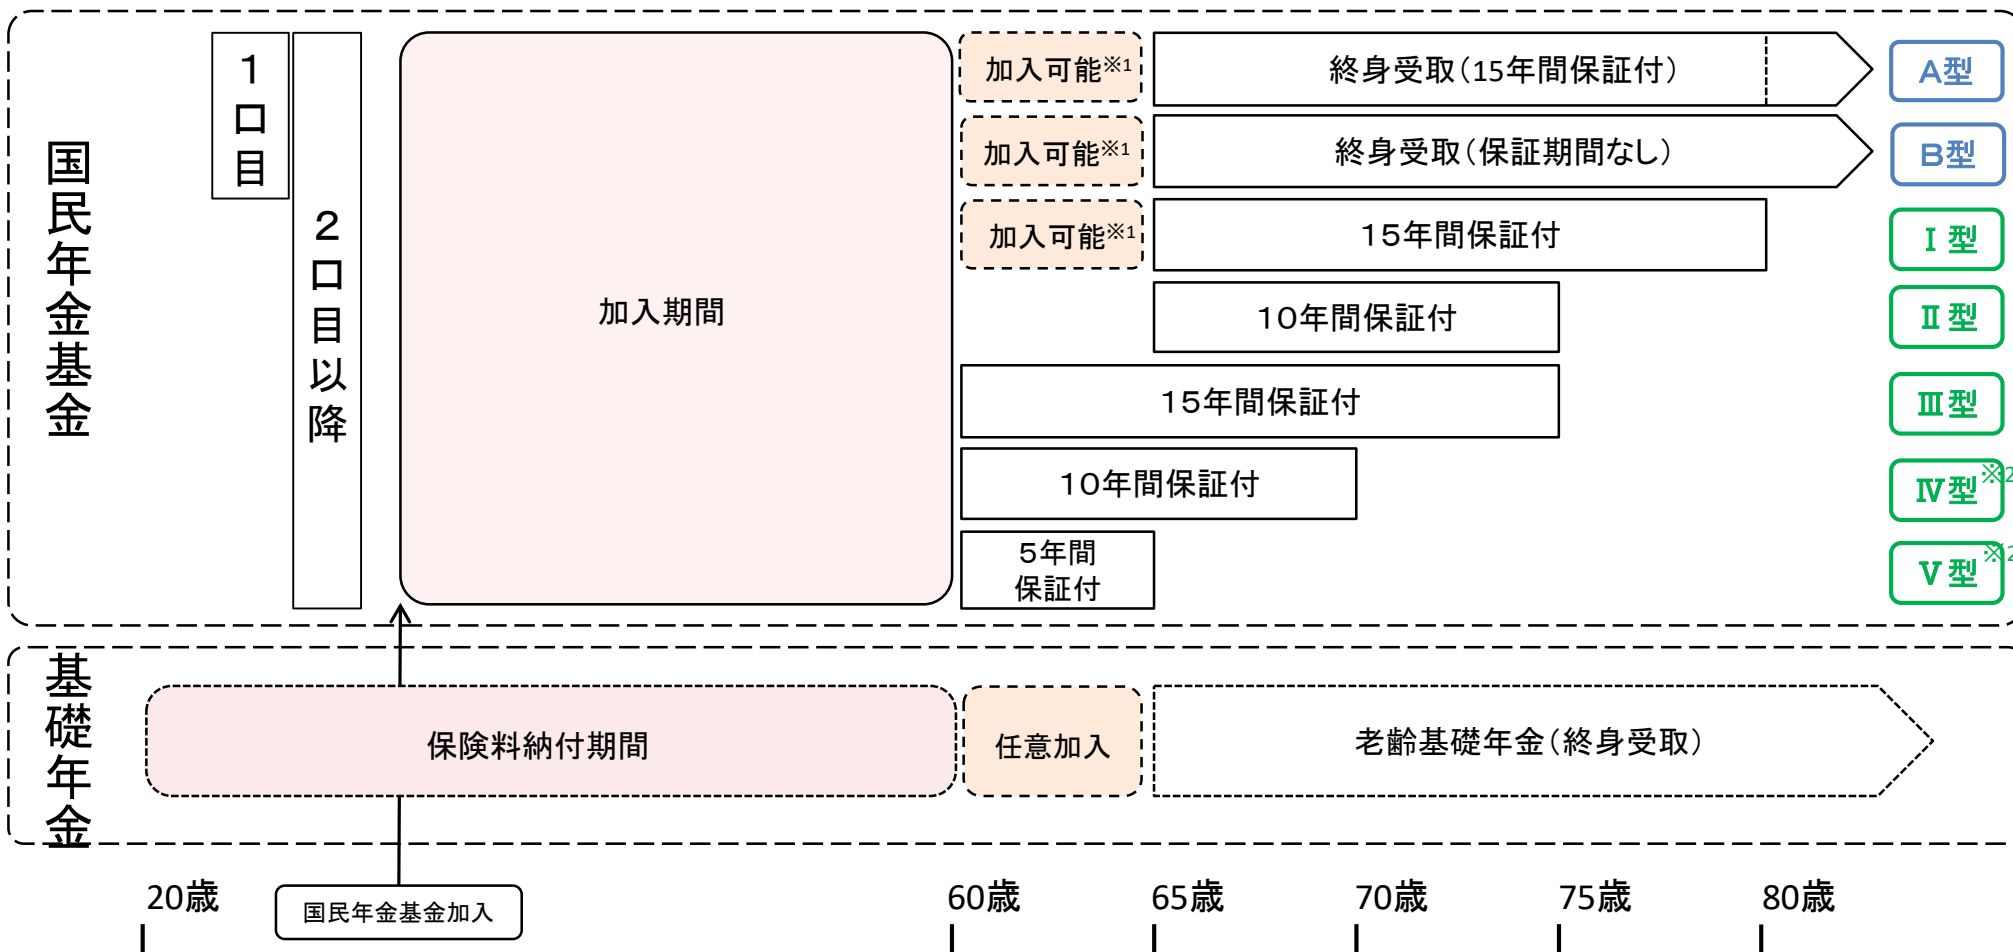 国民年金基金
1口目
2口目以降
加入期間
加入可能※1
終身受取(15年間保証付)
A型
加入可能※1
終身受取(保証期間なし)
B型
加入可能※1
15年間保証付
Ⅰ型
10年間保証付
Ⅱ型
15年間保証付
Ⅲ型
10年間保証付
Ⅳ型※2
5年間
保証付
Ⅴ型※2
基礎年金
保険料納付期間
任意加入
老齢基礎年金(終身受取)
20歳
国民年金基金加入
60歳
65歳
70歳
75歳
80歳